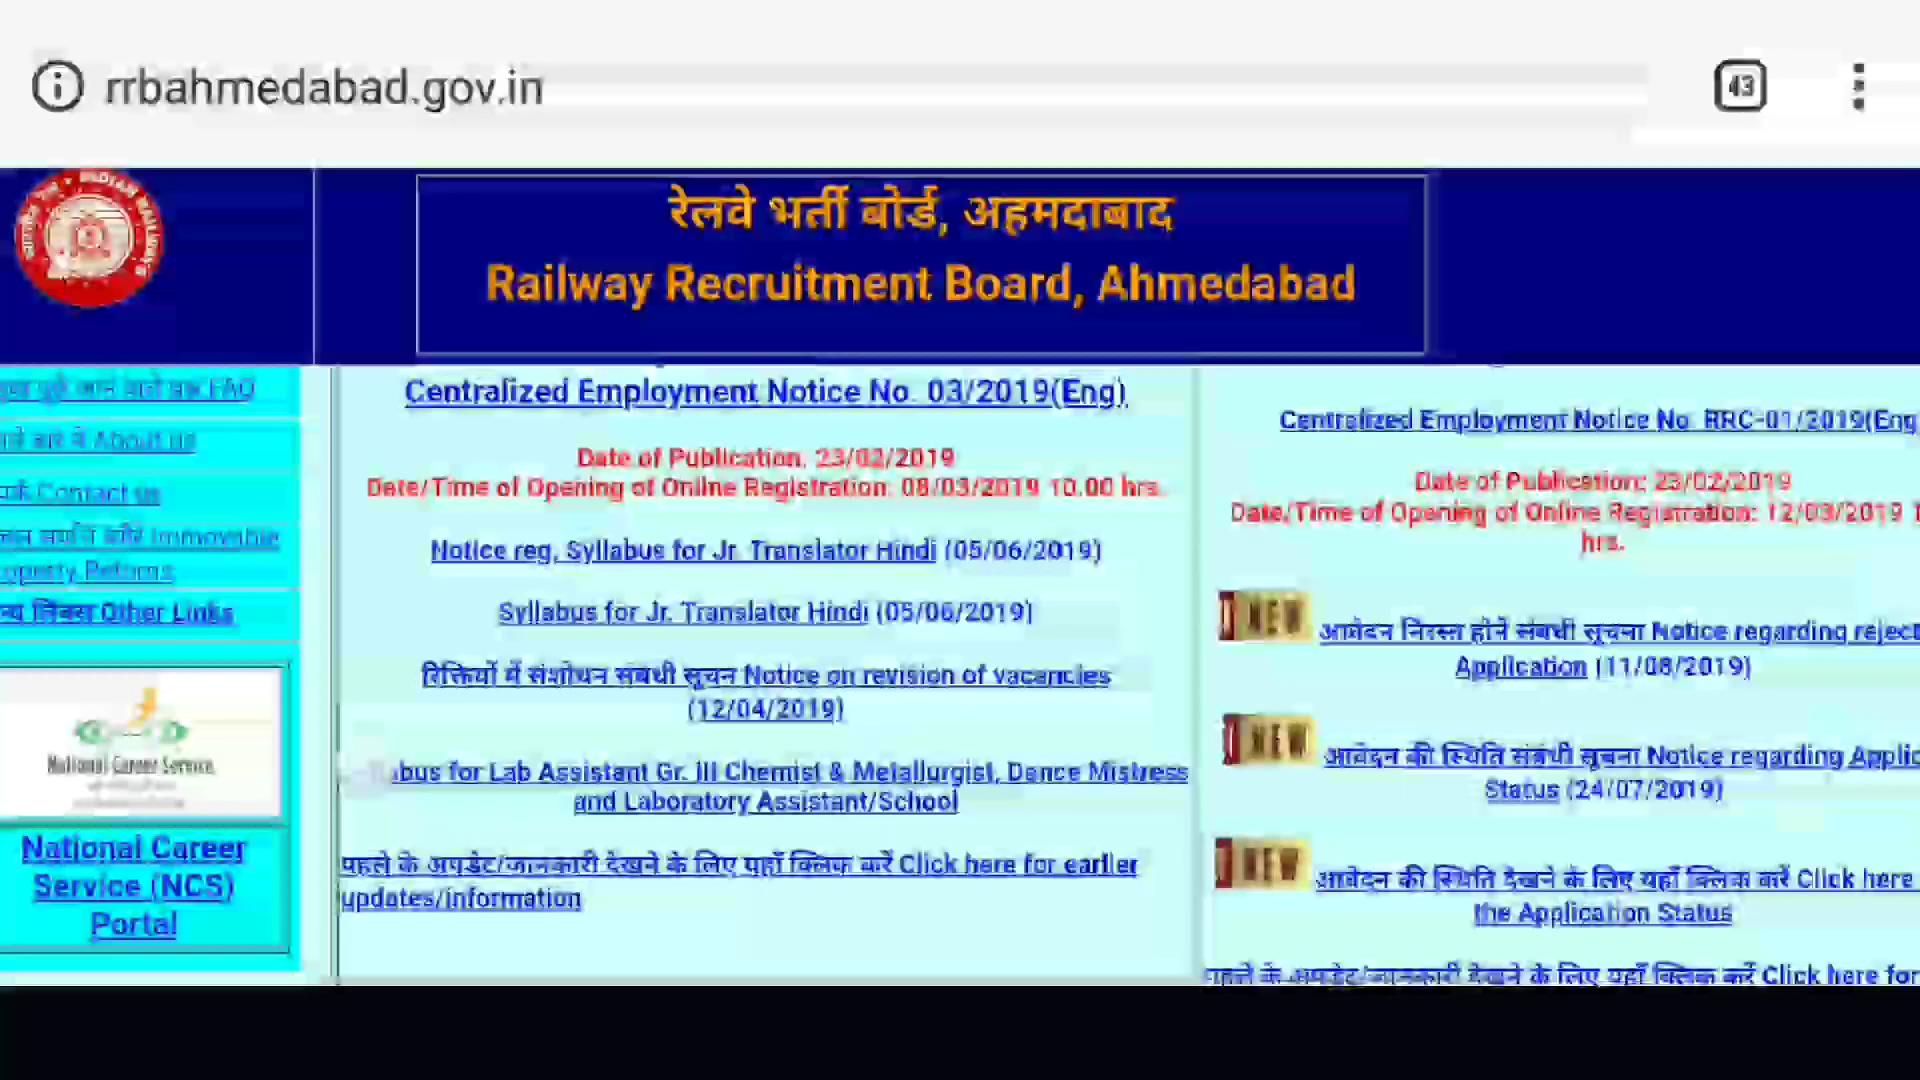 rrbahmedabad.gov.in
43
रेलवे भर्ती बोर्ड, अहमदाबाद
Railway Recruitment Board, Ahmedabad
FAQ
About us
Contact us
Immovable
Other Links
National Career Service
National Career
Service (NCS)
Portal
Centralized Employment Notice No. 03/2019(Eng)
Date of Publication: 23/02/2019
Date/Time of Opening of Online Registration: 08/03/2019 10.00 hrs.
Notice reg. Syllabus for Jr. Translator Hindi (05/06/2019)
Syllabus for Jr. Translator Hindi (05/06/2019)
रिक्तियों में संशोधन संबधी सूचन Notice on revision of vacancies
(12/04/2019)
bus for Lab Assistant Gr. III Chemist & Metallurgist, Dance Mistress
and Laboratory Assistant/School
पहले के अपडेट/जानकारी देखने के लिए यहाँ क्लिक करें Click here for earlier
updates/information
Centralized Employment Notice No. RRC-01/2019(Eng
Date of Publication: 23/02/2019
Date/Time of Opening of Online Registration: 12/03/2019 1
hrs.
NEW
आवेदन निरस्त होने संबधी सूचना Notice regarding reject
Application (11/08/2019)
NEW
आवेदन की स्थिति संबंधी सूचना Notice regarding Applic
Status (24/07/2019)
NEW
आवेदन की स्थिति देखने के लिए यहाँ क्लिक करें Click here
the Application Status
पहले के अपडेट/जानकारी देखने के लिए यहाँ क्लिक करें Click here for